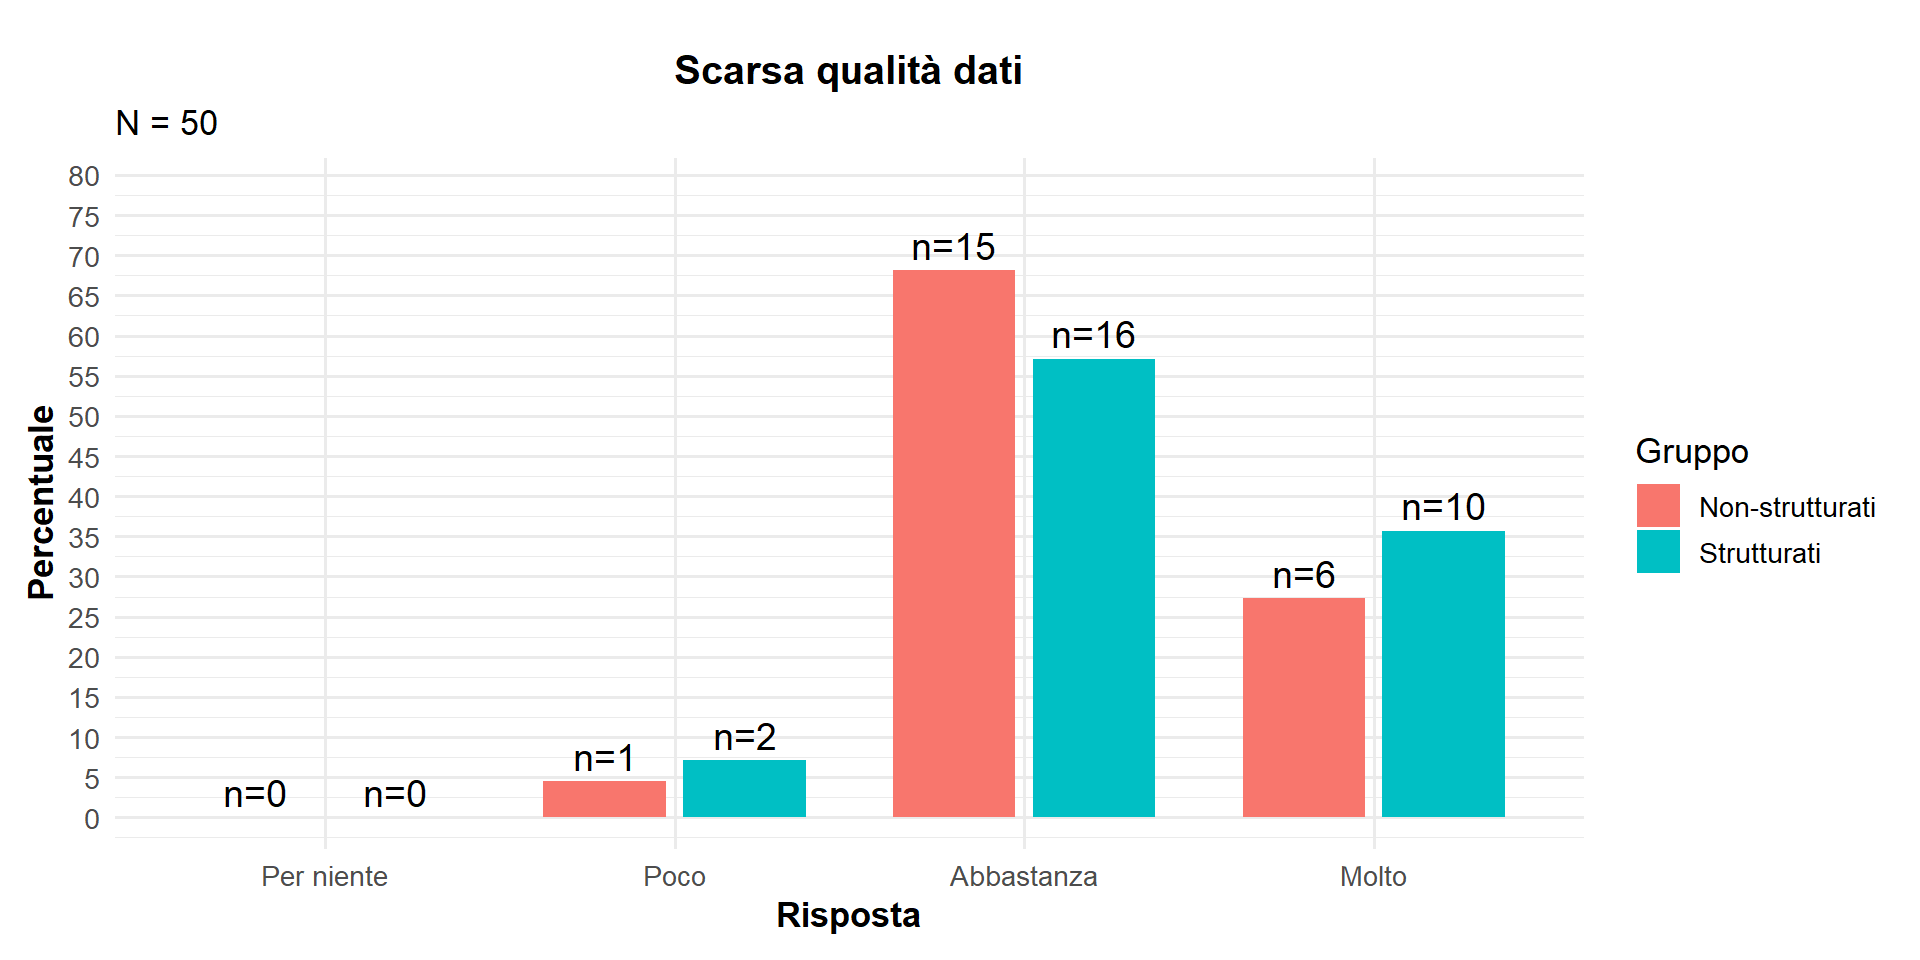 Scarsa qualità dati
N = 50
80
75
70
65
60
55
50
45
40
35
30
25
20
15
10
5
0
Percentuale
n=0
n=0
n=1
n=2
n=15
n=16
n=6
n=10
Per niente
Poco
Abbastanza
Molto
Risposta
Gruppo
Non-strutturati
Strutturati